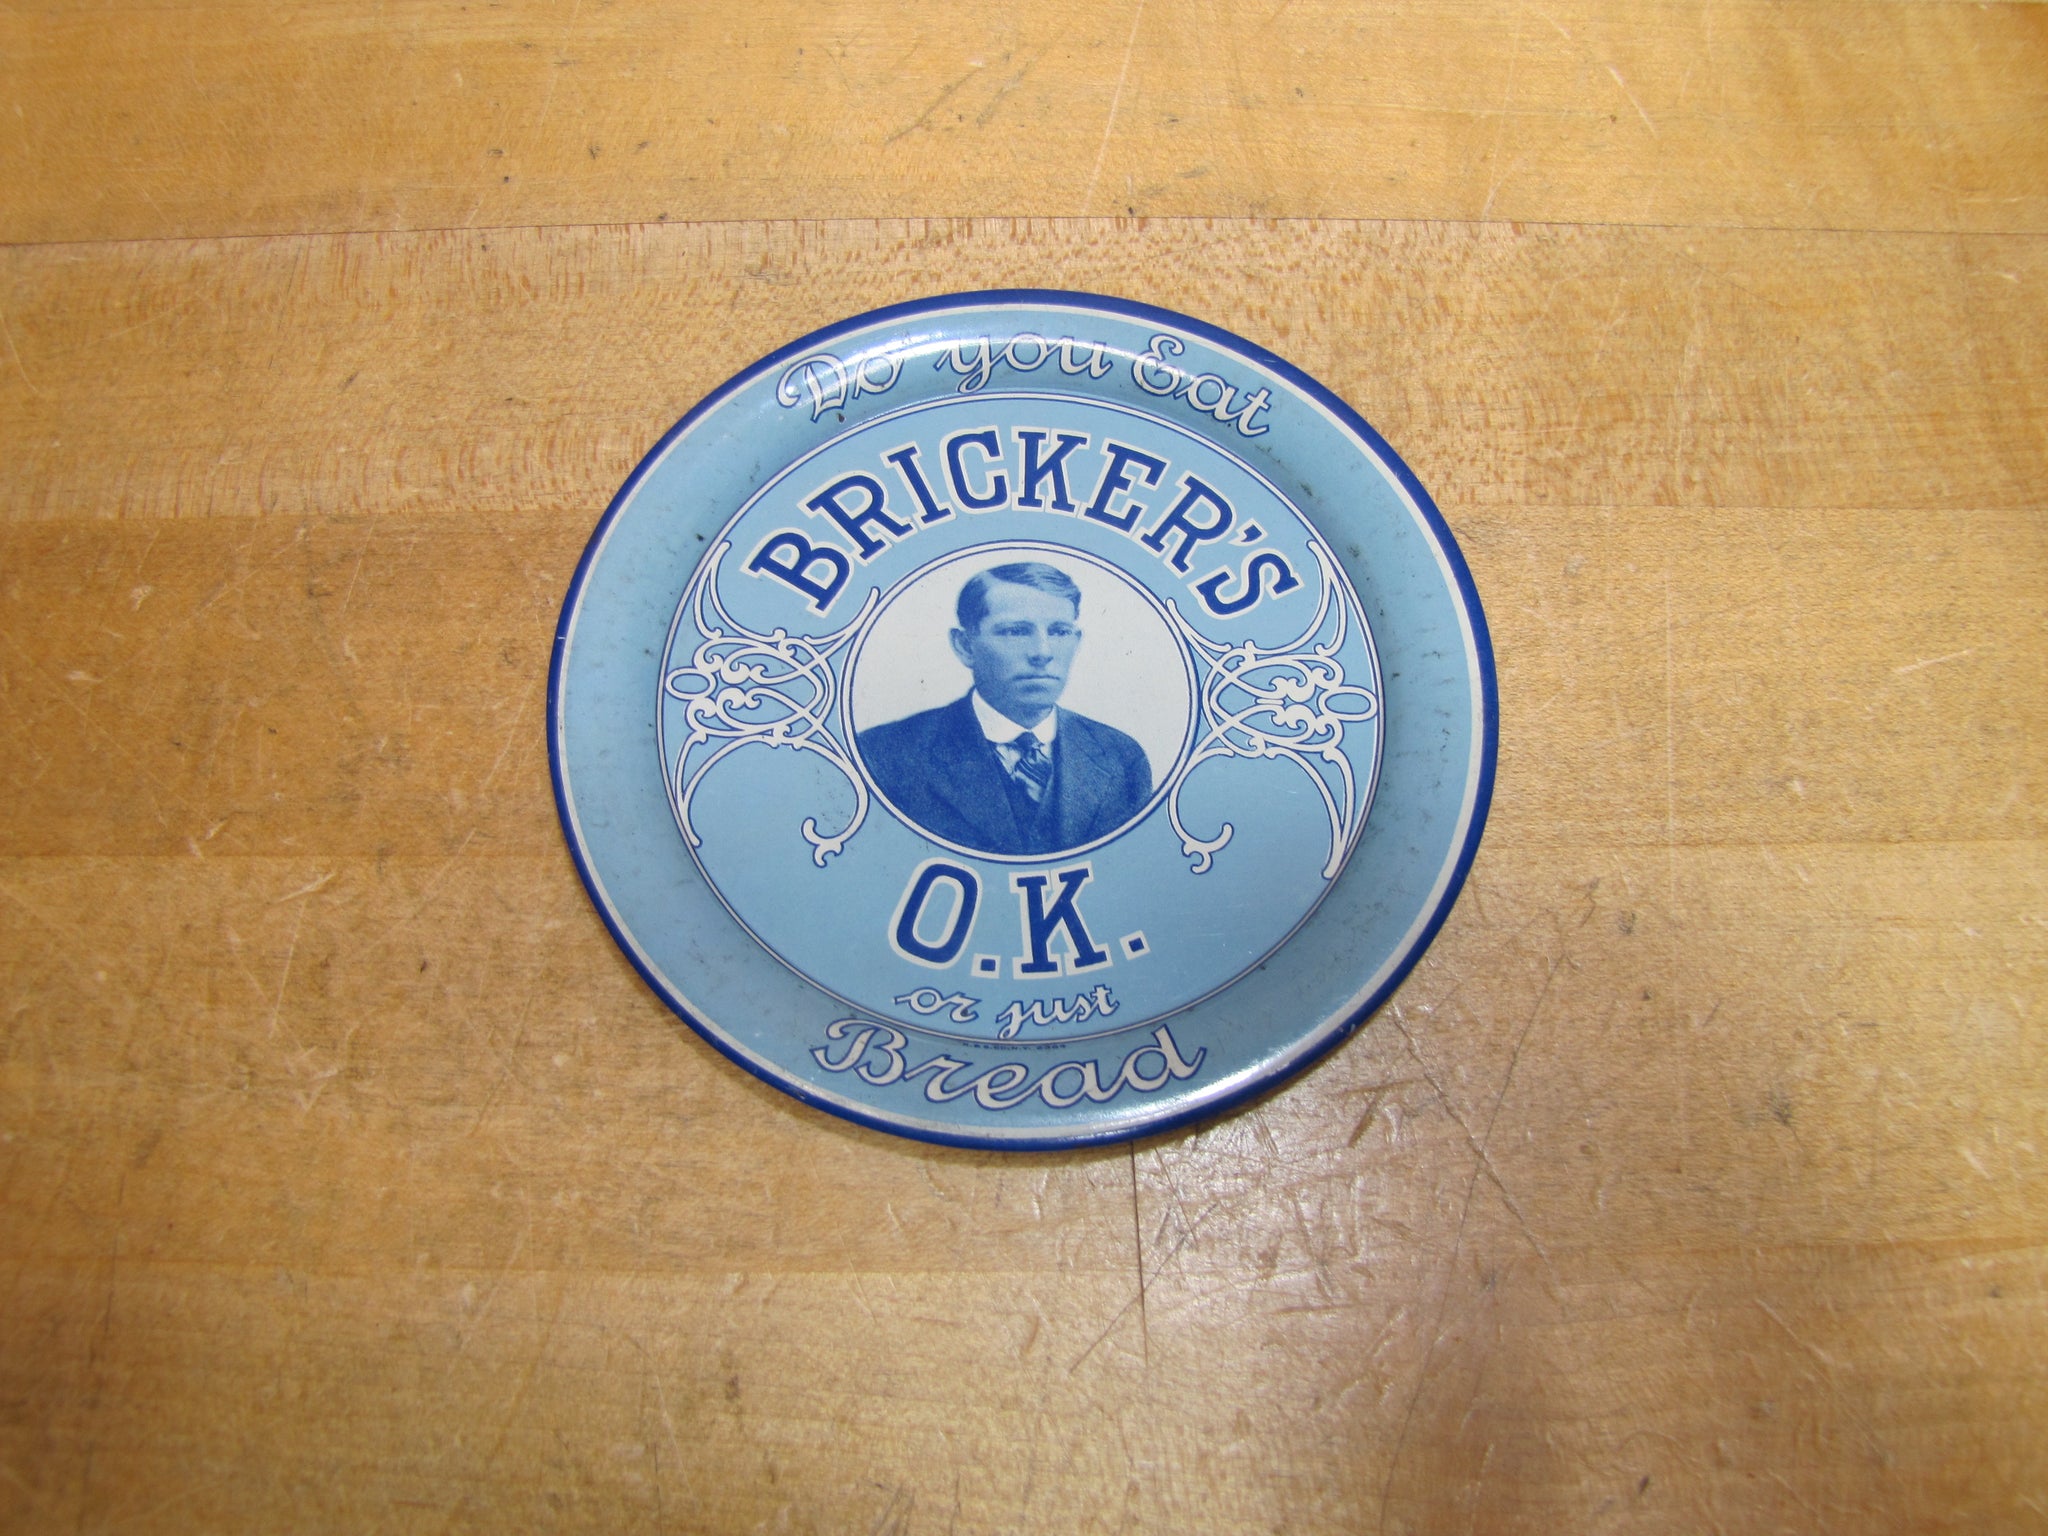 Do you Eat
BRICKER'S
O.K.
or just
Bread